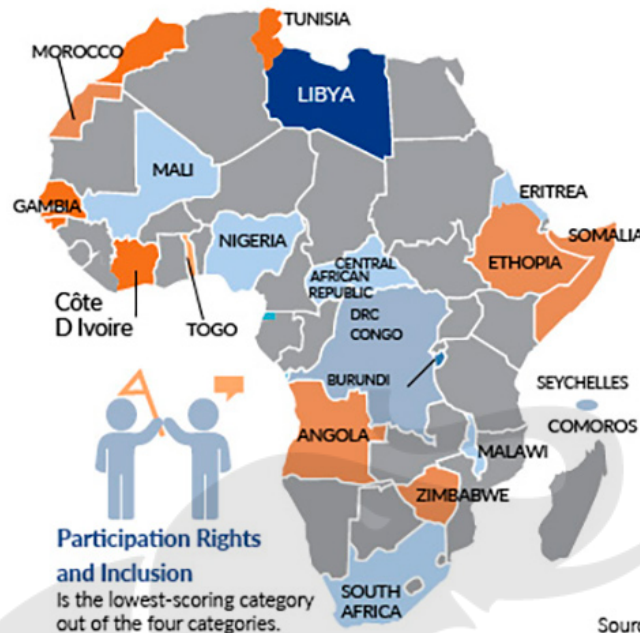 TUNISIA
MOROCCO
LIBYA
MALI
GAMBIA
NIGERIA
ERITREA
SOMALIA
ETHIOPIA
CENTRAL
AFRICAN
REPUBLIC
Côte
D Ivoire
TOGO
DRC
CONGO
BURUNDI
SEYCHELLES
COMOROS
ANGOLA
MALAWI
ZIMBABWE
SOUTH
AFRICA
Participation Rights
and Inclusion
Is the lowest-scoring category
out of the four categories.